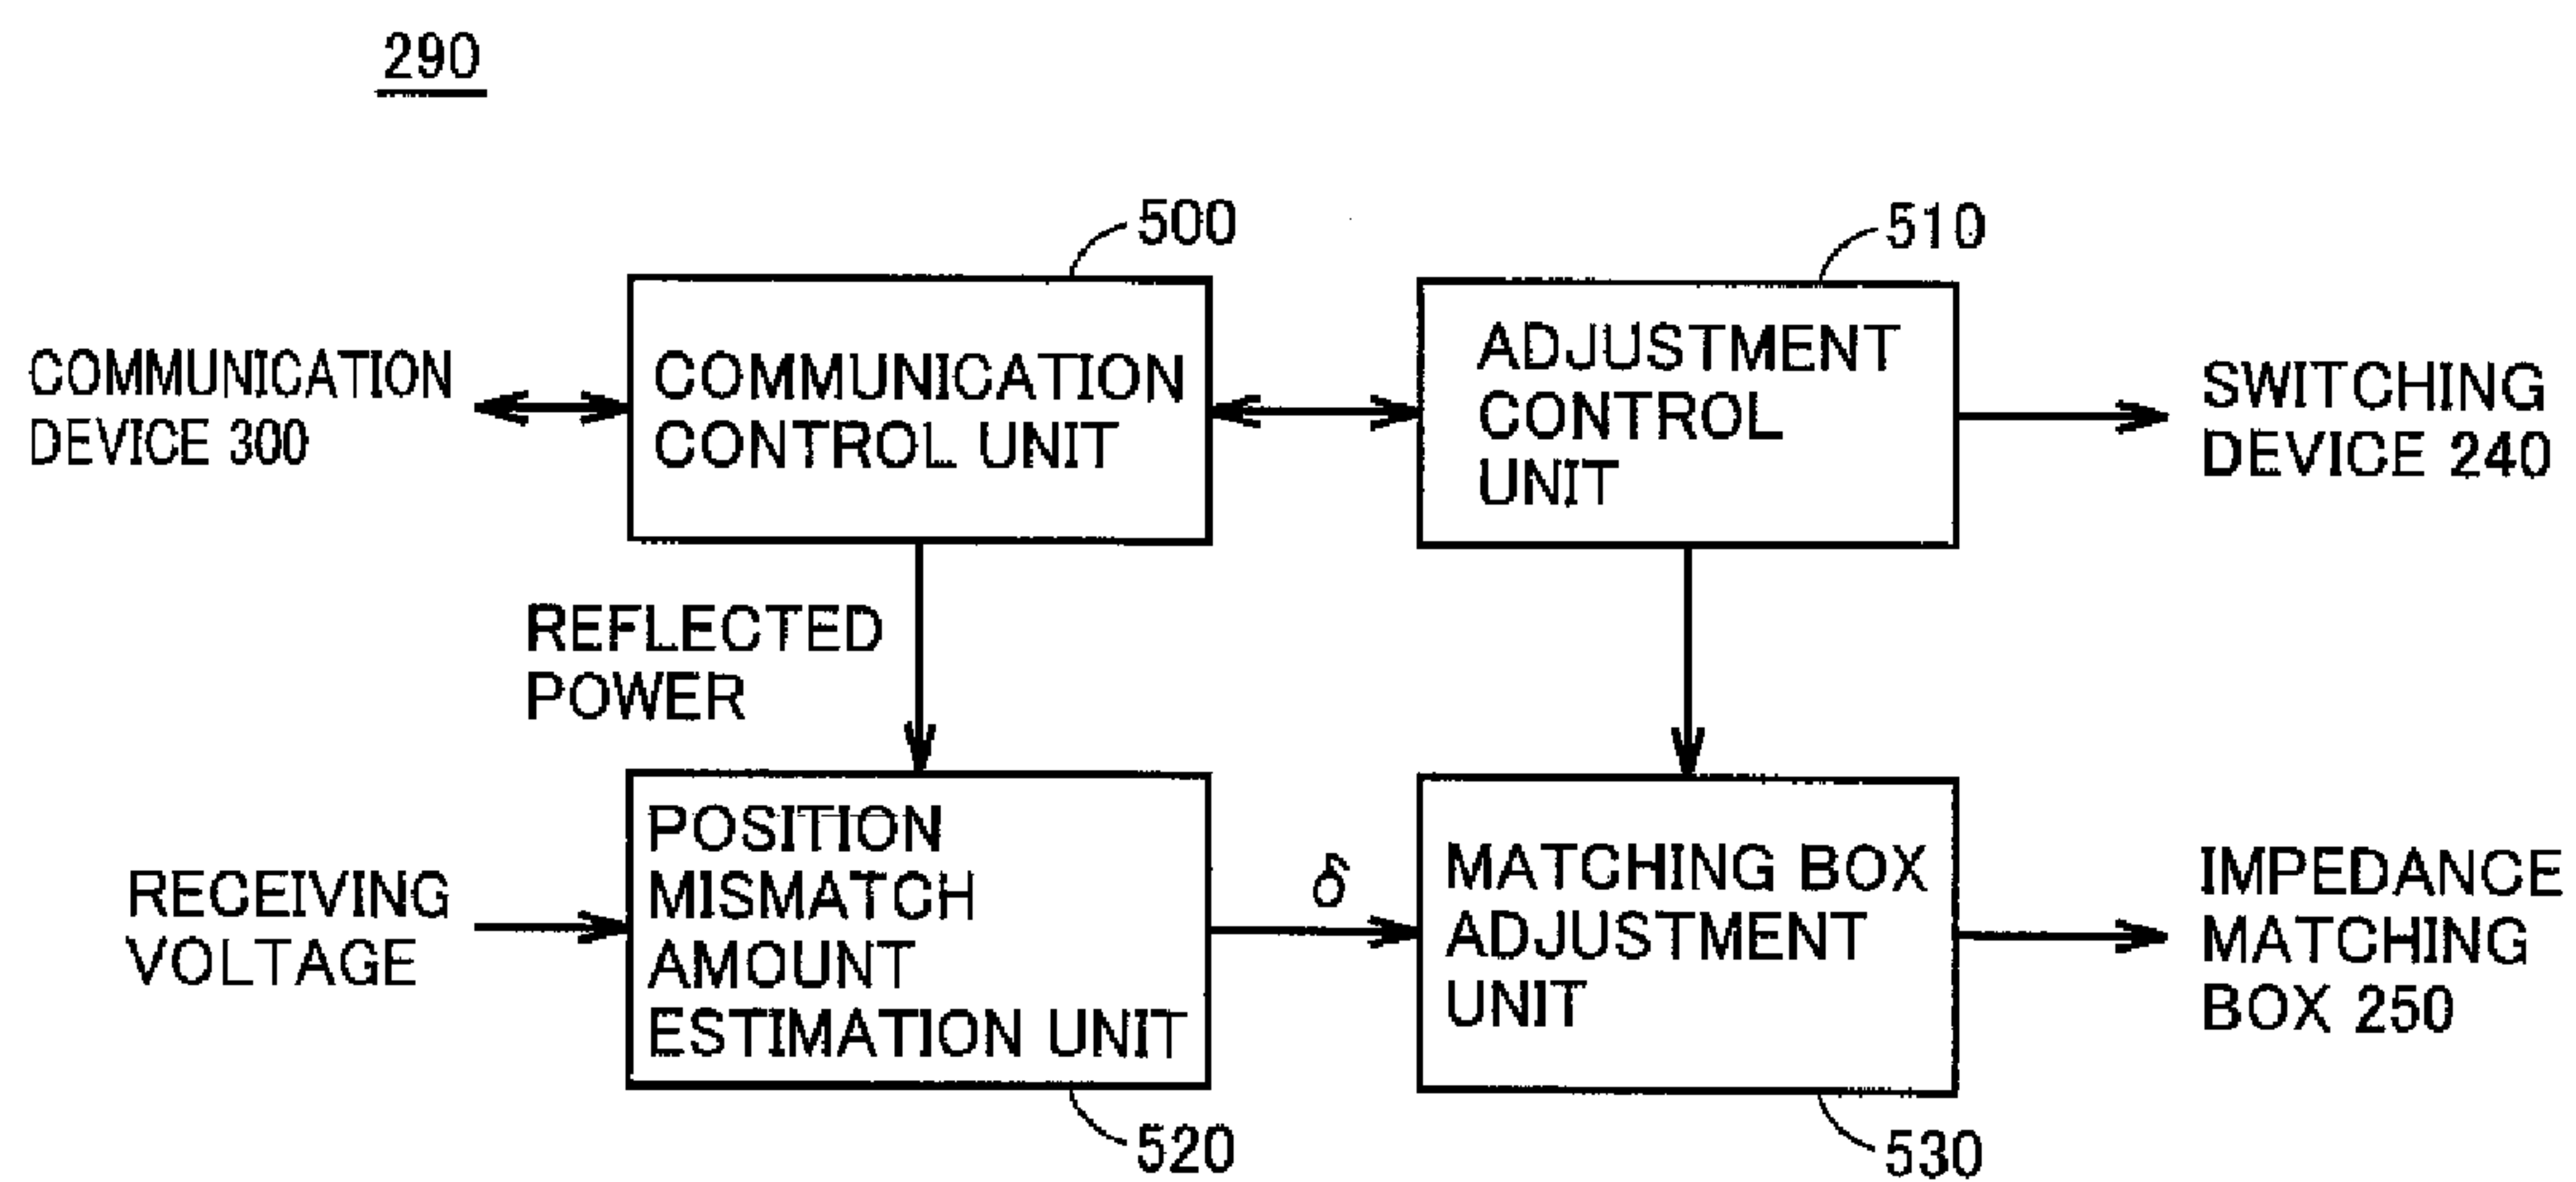 290
500
510
COMMUNICATION
DEVICE 300
COMMUNICATION
CONTROL UNIT
ADJUSTMENT
CONTROL
UNIT
SWITCHING
DEVICE 240
REFLECTED
POWER
RECEIVING
VOLTAGE
POSITION
MISMATCH
AMOUNT
ESTIMATION UNIT
δ
MATCHING BOX
ADJUSTMENT
UNIT
IMPEDANCE
MATCHING
BOX 250
520
530